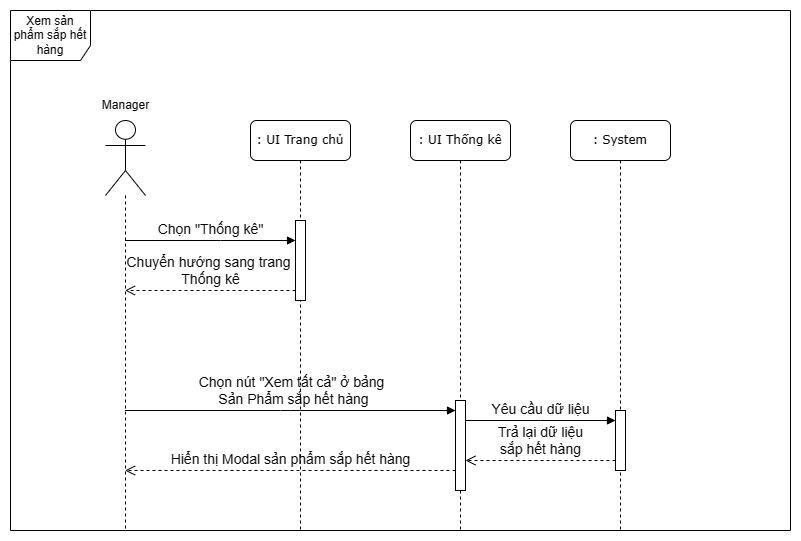 Xem sản
phẩm sắp hết
hàng
Manager
: UI Trang chủ
: UI Thống kê
: System
Chọn "Thống kê"
Chuyển hướng sang trang
Thống kê
Chọn nút "Xem tất cả" ở bảng
Sản Phẩm sắp hết hàng
Yêu cầu dữ liệu
Trả lại dữ liệu
sắp hết hàng
Hiển thị Modal sản phẩm sắp hết hàng